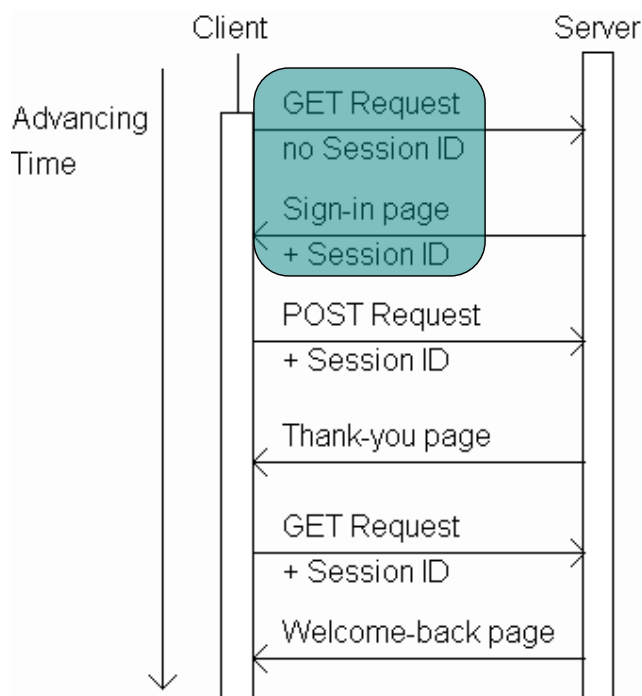 Client
Server
Advancing
Time
GET Request
no Session ID
Sign-in page
+ Session ID
POST Request
+ Session ID
Thank-you page
GET Request
+ Session ID
Welcome-back page